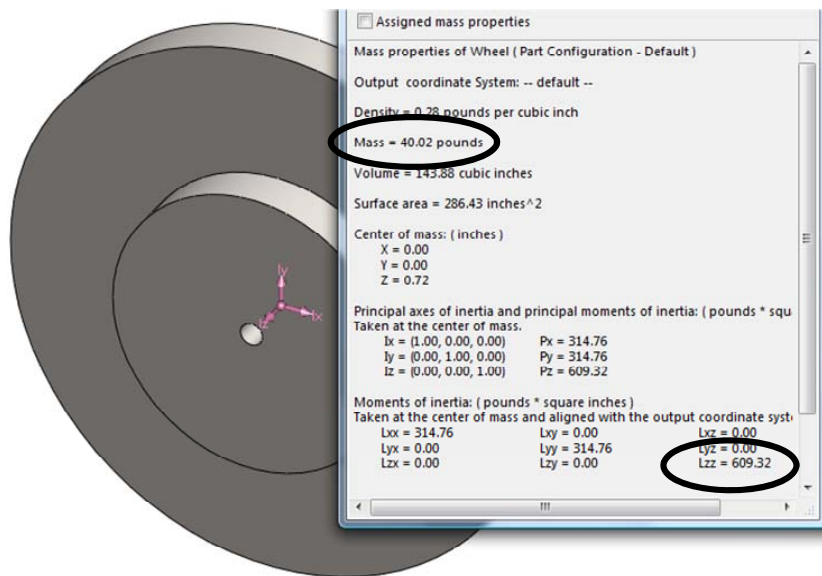 Assigned mass properties
Mass properties of Wheel ( Part Configuration - Default )
Output coordinate System: -- default --
Density = 0.28 pounds per cubic inch
Mass = 40.02 pounds
Volume = 143.88 cubic inches
Surface area = 286.43 inches^2
Center of mass: ( inches )
X = 0.00
Y = 0.00
Z = 0.72
Principal axes of inertia and principal moments of inertia: ( pounds * squ
Taken at the center of mass.
Ix = (1.00, 0.00, 0.00) Px = 314.76
Iy = (0.00, 1.00, 0.00) Py = 314.76
Iz = (0.00, 0.00, 1.00) Pz = 609.32
Moments of inertia: ( pounds * square inches )
Taken at the center of mass and aligned with the output coordinate syst
Lxx = 314.76 Lxy = 0.00 Lxz = 0.00
Lyx = 0.00 Lyy = 314.76 Lyz = 0.00
Lzx = 0.00 Lzy = 0.00 Lzz = 609.32
Iy
Ix
Iz